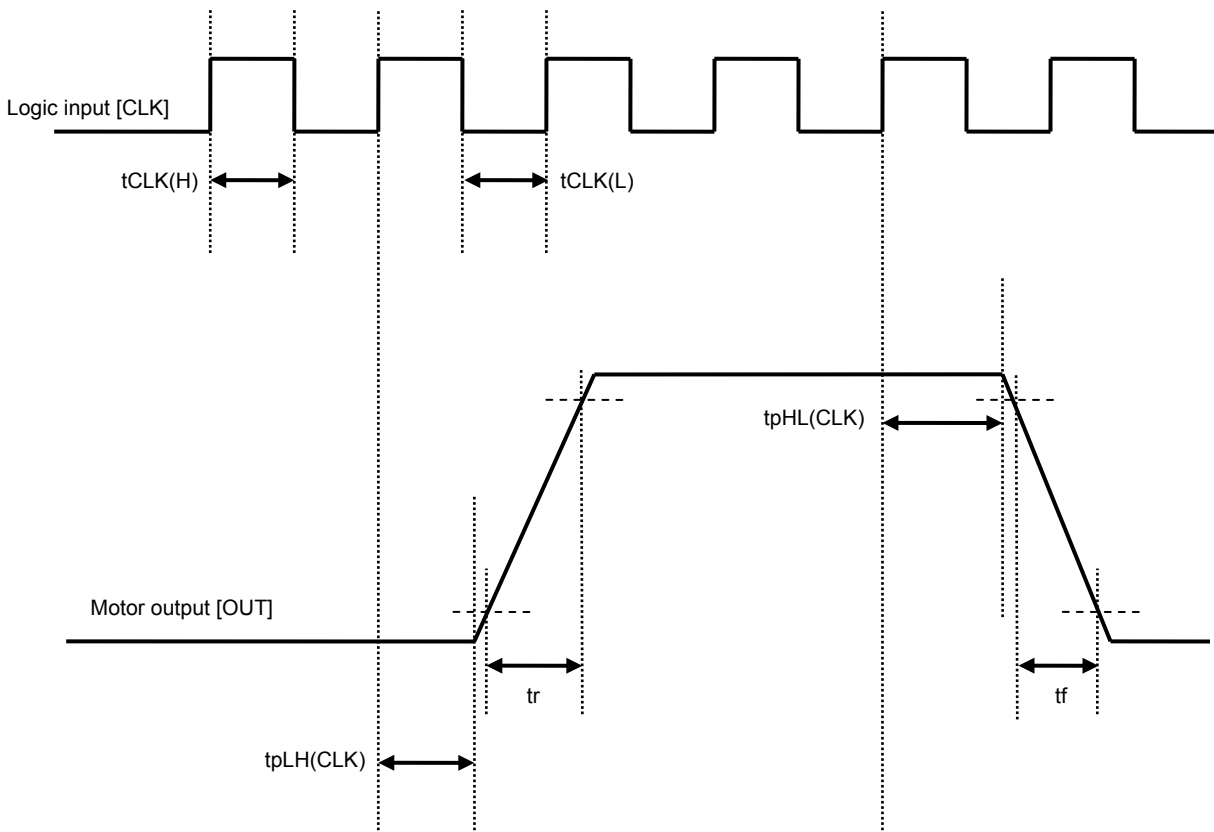 Logic input [CLK]
tCLK(H)
tCLK(L)
tpHL(CLK)
Motor output [OUT]
tr
tf
tpLH(CLK)